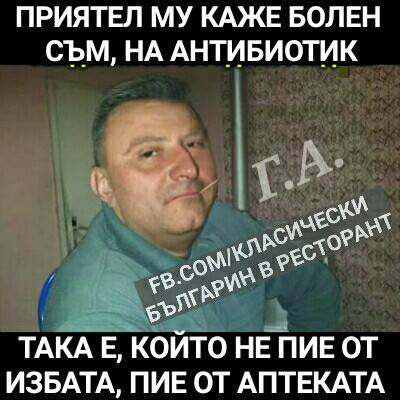 ПРИЯТЕЛ МУ КАЖЕ БОЛЕН
СЪМ, НА АНТИБИОТИК
Г.А.
FB.COM/КЛАСИЧЕСКИ
БЪЛГАРИН В РЕСТОРАНТ
ТАКА Е, КОЙТО НЕ ПИЕ ОТ
ИЗБАТА, ПИЕ ОТ АПТЕКАТА